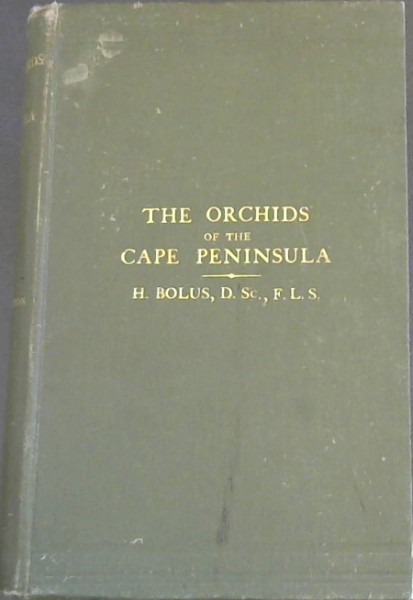 THE ORCHIDS
OF THE
CAPE PENINSULA
H. BOLUS, D. Sc., F. L. S.